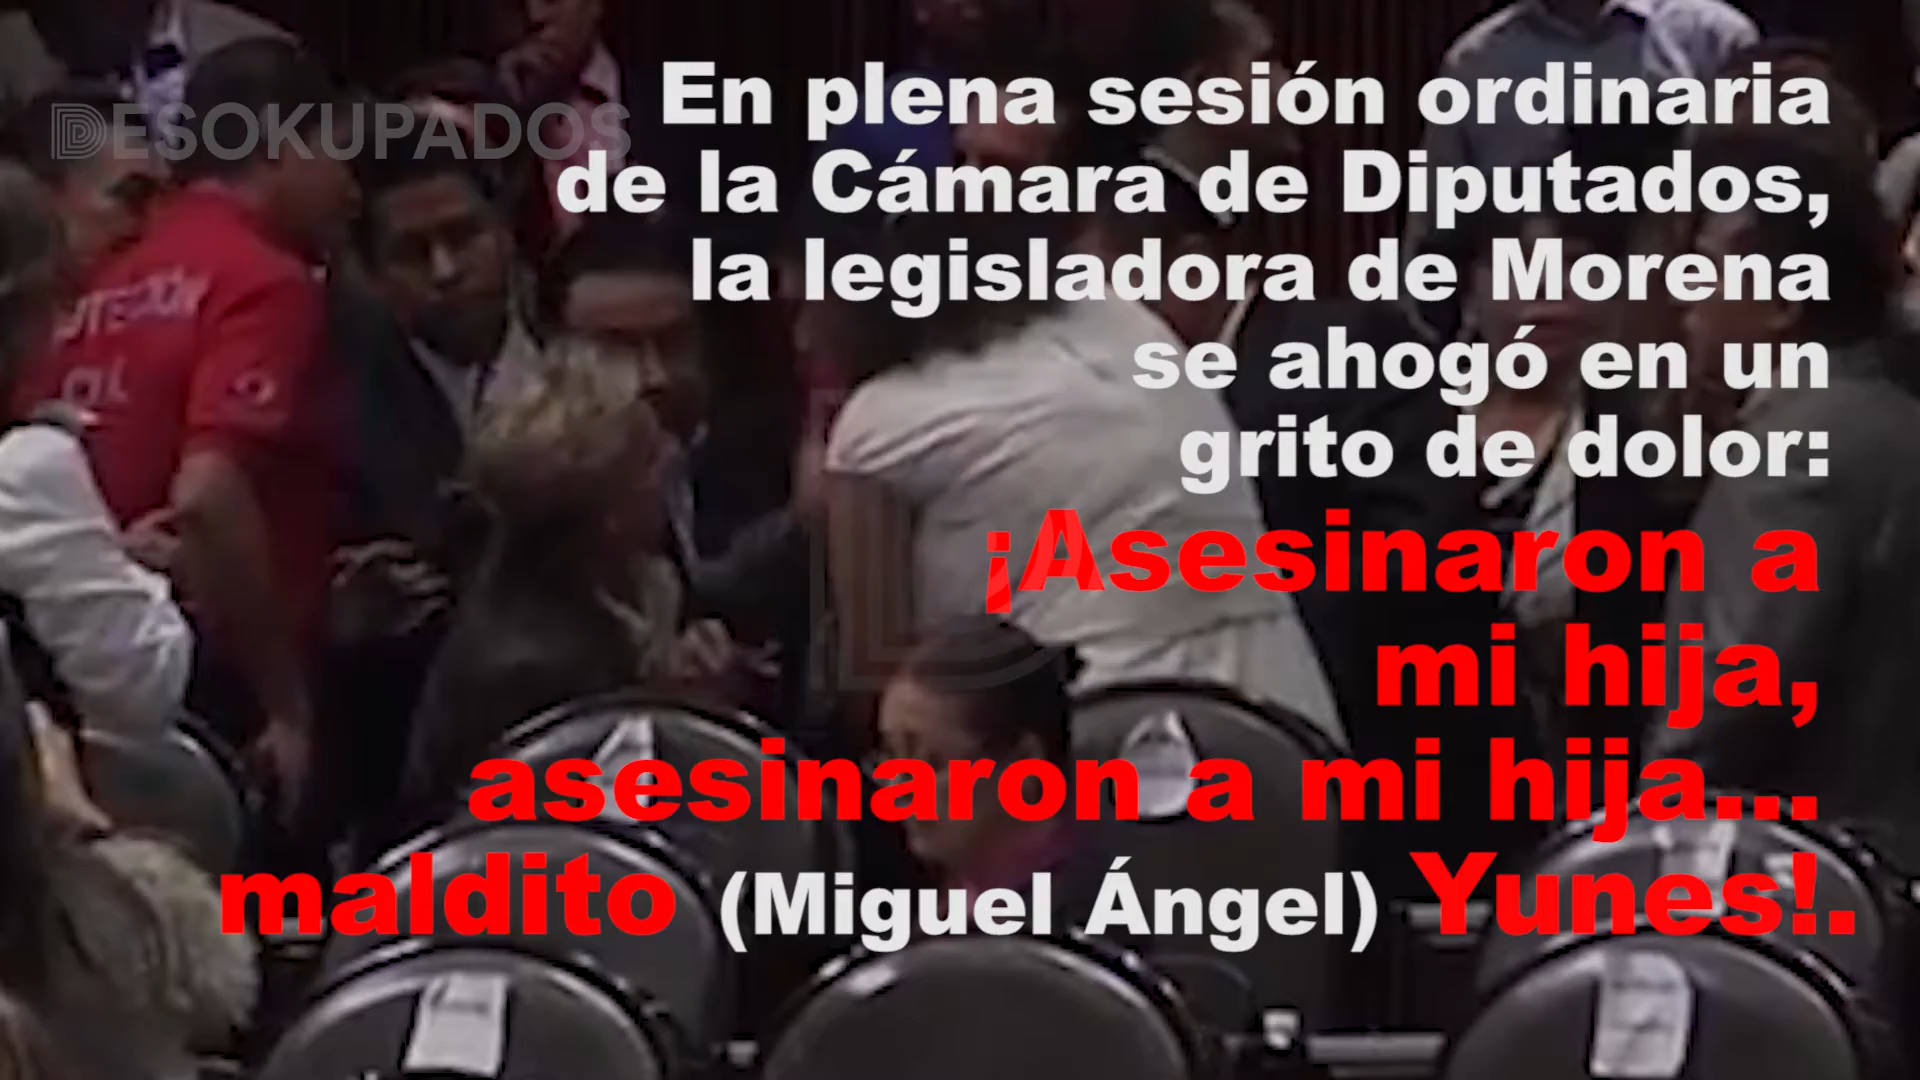 DESOKUPADOS
En plena sesión ordinaria
de la Cámara de Diputados,
la legisladora de Morena
se ahogó en un
grito de dolor:
¡Asesinaron a
mi hija,
asesinaron a mi hija...
maldito (Miguel Ángel) Yunes!.